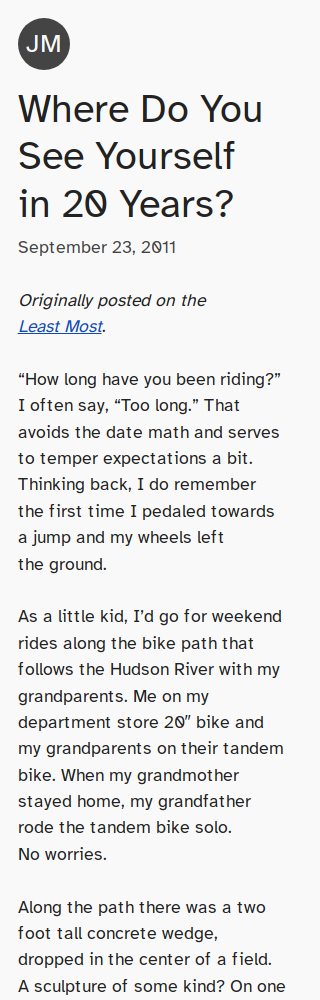 JM
Where Do You
See Yourself
in 20 Years?
September 23, 2011
Originally posted on the
Least Most.
“How long have you been riding?”
I often say, “Too long.” That
avoids the date math and serves
to temper expectations a bit.
Thinking back, I do remember
the first time I pedaled towards
a jump and my wheels left
the ground.
As a little kid, I’d go for weekend
rides along the bike path that
follows the Hudson River with my
grandparents. Me on my
department store 20″ bike and
my grandparents on their tandem
bike. When my grandmother
stayed home, my grandfather
rode the tandem bike solo.
No worries.
Along the path there was a two
foot tall concrete wedge,
dropped in the center of a field.
A sculpture of some kind? On one